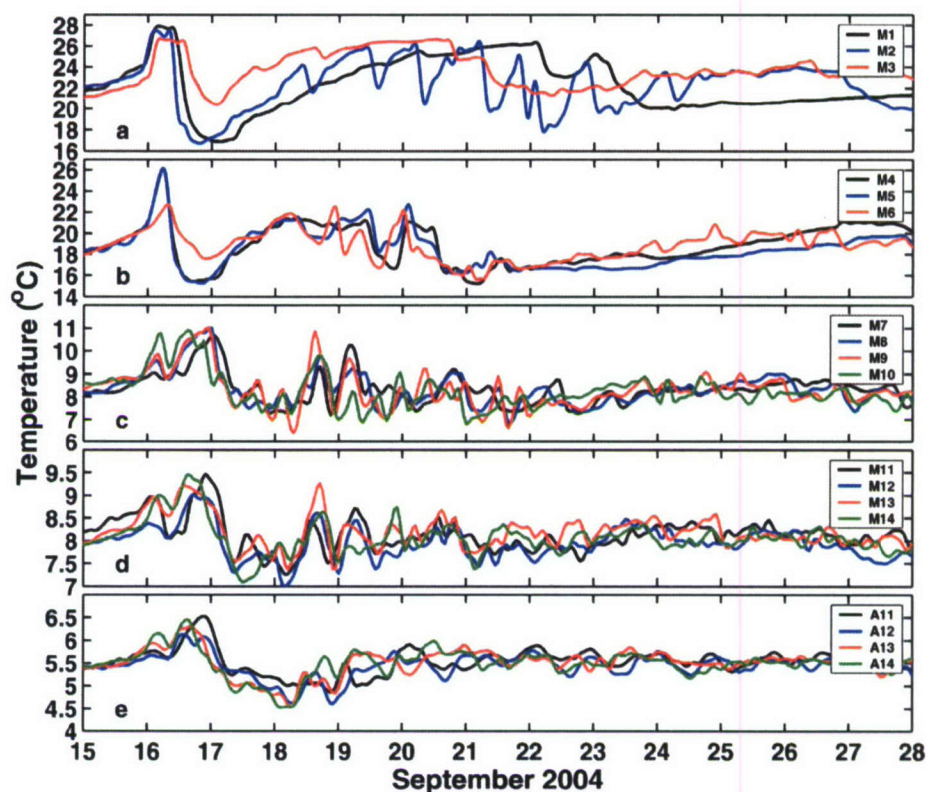 28
26
24
22
20
18
16
M1
M2
M3
a
26
24
22
20
18
16
14
M4
M5
M6
b
Temperature (°C)
11
10
9
8
7
6
M7
M8
M9
M10
c
9.5
9
8.5
8
7.5
7
M11
M12
M13
M14
d
6.5
6
5.5
5
4.5
4
A11
A12
A13
A14
e
15 16 17 18 19 20 21 22 23 24 25 26 27 28
September 2004